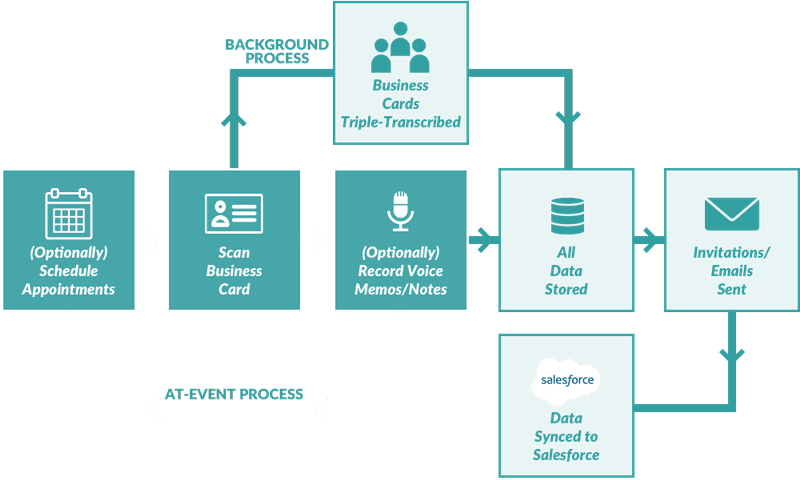 BACKGROUND
PROCESS
Business
Cards
Triple-Transcribed
(Optionally)
Schedule
Appointments
Scan
Business
Card
(Optionally)
Record Voice
Memos/Notes
All
Data
Stored
Invitations/
Emails
Sent
AT-EVENT PROCESS
salesforce
Data
Synced to
Salesforce